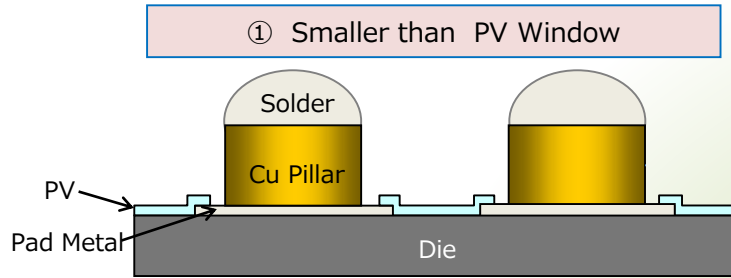 ① Smaller than PV Window
Solder
Cu Pillar
PV
Pad Metal
Die